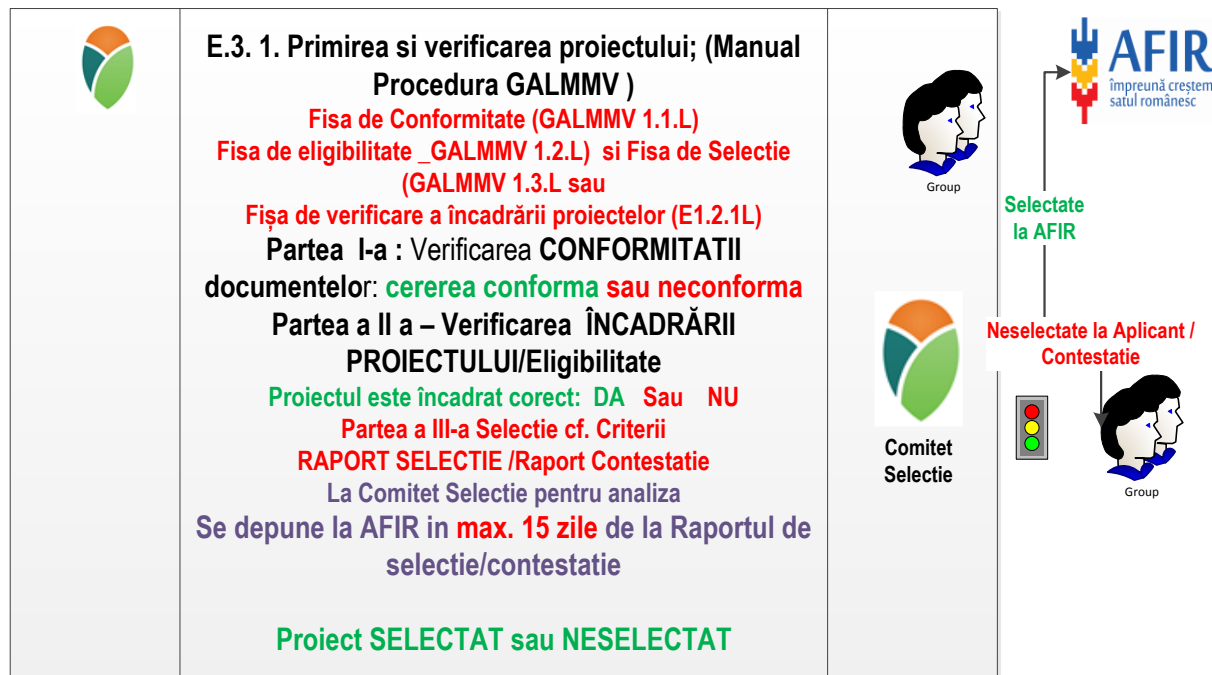 E.3. 1. Primirea si verificarea proiectului; (Manual
Procedura GALMMV )
Fisa de Conformitate (GALMMV 1.1.L)
Fisa de eligibilitate _GALMMV 1.2.L)  si Fisa de Selectie
(GALMMV 1.3.L sau
Fișa de verificare a încadrării proiectelor (E1.2.1L)
Partea  I-a : Verificarea CONFORMITATII
documentelor: cererea conforma sau neconforma
Partea a II a – Verificarea  ÎNCADRĂRII
PROIECTULUI/Eligibilitate
Proiectul este încadrat corect:  DA   Sau    NU
Partea a III-a Selectie cf. Criterii
RAPORT SELECTIE /Raport Contestatie
La Comitet Selectie pentru analiza
Se depune la AFIR in max. 15 zile de la Raportul de
selectie/contestatie
Proiect SELECTAT sau NESELECTAT
Group
Comitet
Selectie
AFIR
împreună creștem
satul românesc
Selectate
la AFIR
Neselectate la Aplicant /
Contestatie
Group